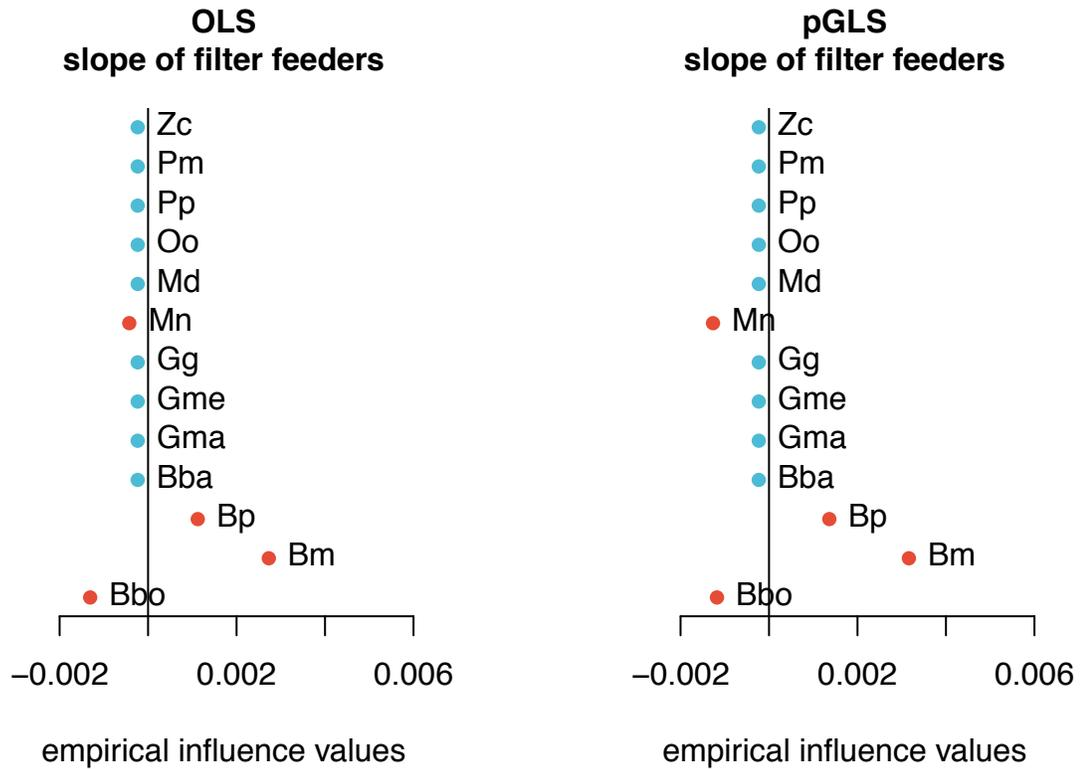 OLS
slope of filter feeders
Zc
Pm
Pp
Oo
Md
Mn
Gg
Gme
Gma
Bba
Bp
Bm
Bbo
−0.002 0.002 0.006
empirical influence values
pGLS
slope of filter feeders
Zc
Pm
Pp
Oo
Md
Mn
Gg
Gme
Gma
Bba
Bp
Bm
Bbo
−0.002 0.002 0.006
empirical influence values